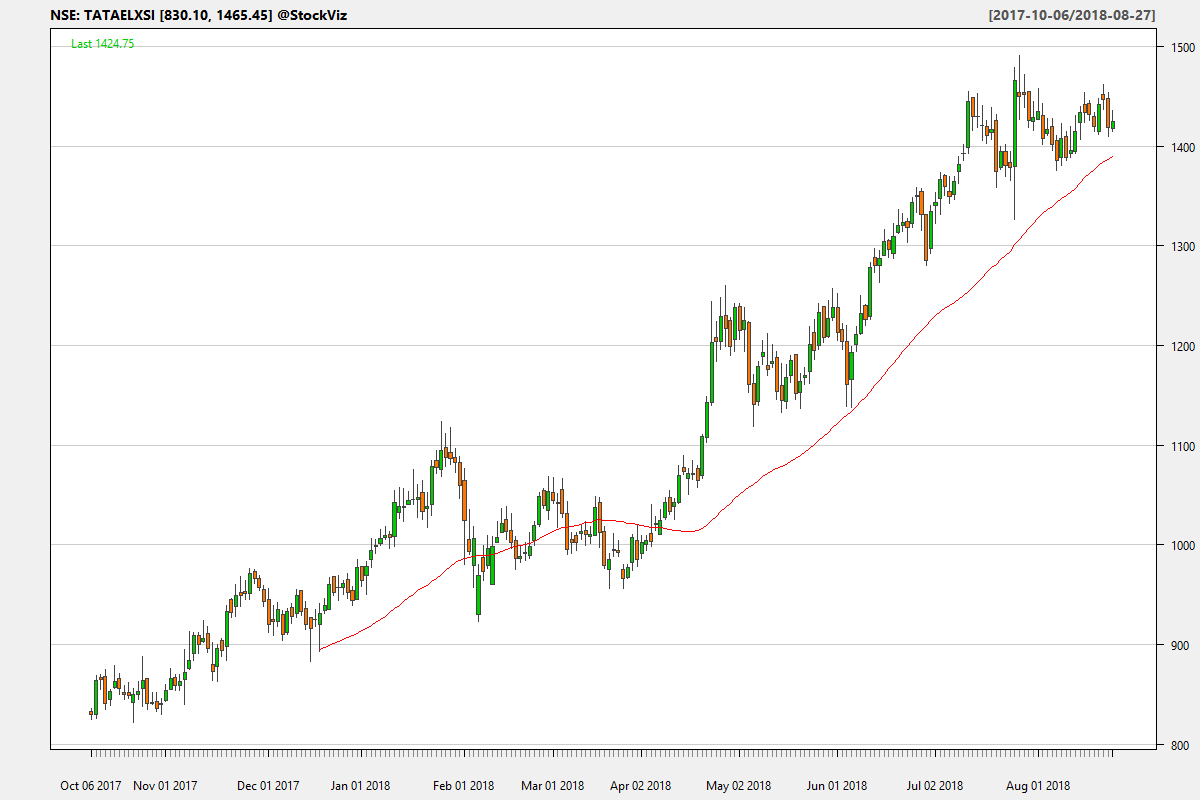 NSE: TATAELXSI [830.10, 1465.45] @StockViz [2017-10-06/2018-08-27]
Last 1424.75
1500
1400
1300
1200
1100
1000
900
800
Oct 06 2017 Nov 01 2017 Dec 01 2017 Jan 01 2018 Feb 01 2018 Mar 01 2018 Apr 02 2018 May 02 2018 Jun 01 2018 Jul 02 2018 Aug 01 2018